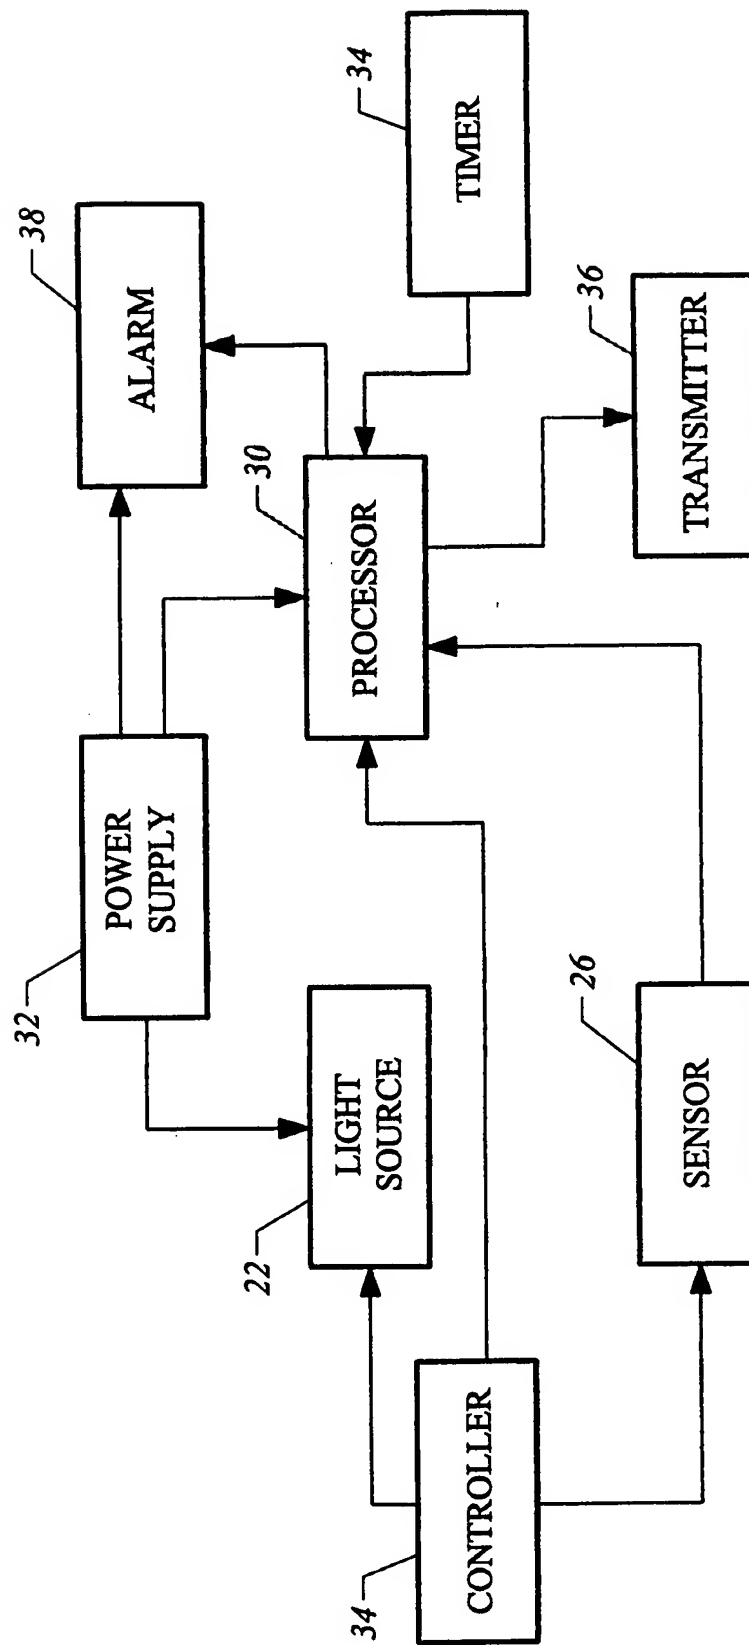 32
POWER
SUPPLY
38
ALARM
22
LIGHT
SOURCE
30
PROCESSOR
34
TIMER
34
CONTROLLER
26
SENSOR
36
TRANSMITTER